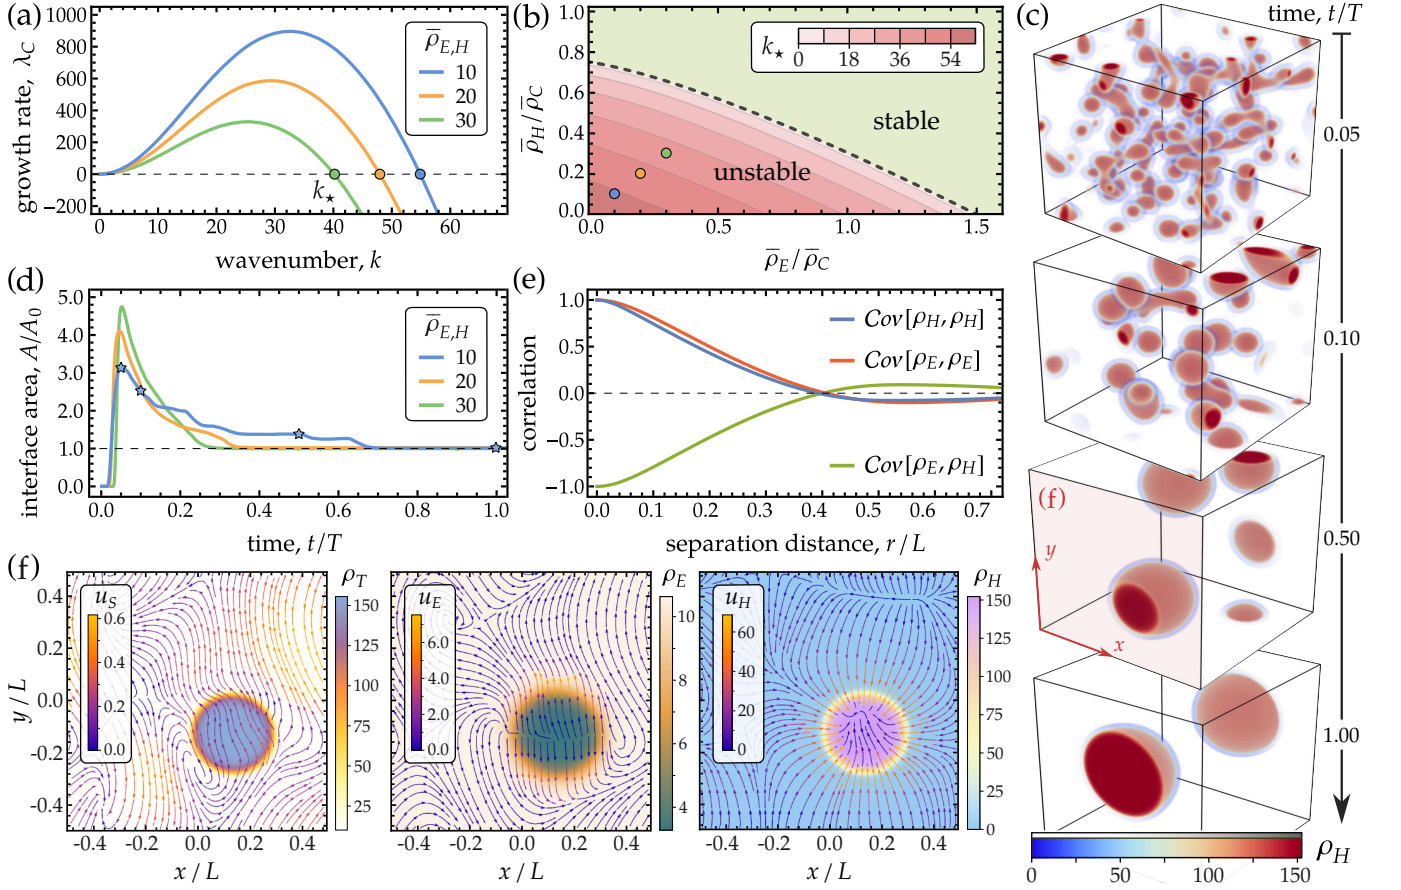 (a)
growth rate, λ_C
1000
800
600
400
200
0
−200
ρ̅_{E,H}
10
20
30
k⋆
0 10 20 30 40 50 60
wavenumber, k
(b)
ρ̅_H/ρ̅_C
1.0
0.8
0.6
0.4
0.2
0.0
k⋆
0 18 36 54
stable
unstable
0.0 0.5 1.0 1.5
ρ̅_E/ρ̅_C
(c)
time, t/T
0.05
0.10
0.50
1.00
(f)
y
x
0 50 100 150
ρ_H
(d)
interface area, A/A₀
5.0
4.0
3.0
2.0
1.0
0.0
ρ̅_{E,H}
10
20
30
0.0 0.2 0.4 0.6 0.8 1.0
time, t/T
(e)
correlation
1.0
0.5
0.0
−0.5
−1.0
Cov[ρ_H, ρ_H]
Cov[ρ_E, ρ_E]
Cov[ρ_E, ρ_H]
0.0 0.1 0.2 0.3 0.4 0.5 0.6 0.7
separation distance, r/L
(f)
y/L
0.4
0.2
0.0
-0.2
-0.4
u_S
0.6
0.4
0.2
0.0
ρ_T
150
125
100
75
50
25
-0.4 -0.2 0.0 0.2 0.4
x/L
u_E
6.0
4.0
2.0
0.0
ρ_E
10
8
6
4
-0.4 -0.2 0.0 0.2 0.4
x/L
u_H
60
40
20
0
ρ_H
150
125
100
75
50
25
0
-0.4 -0.2 0.0 0.2 0.4
x/L